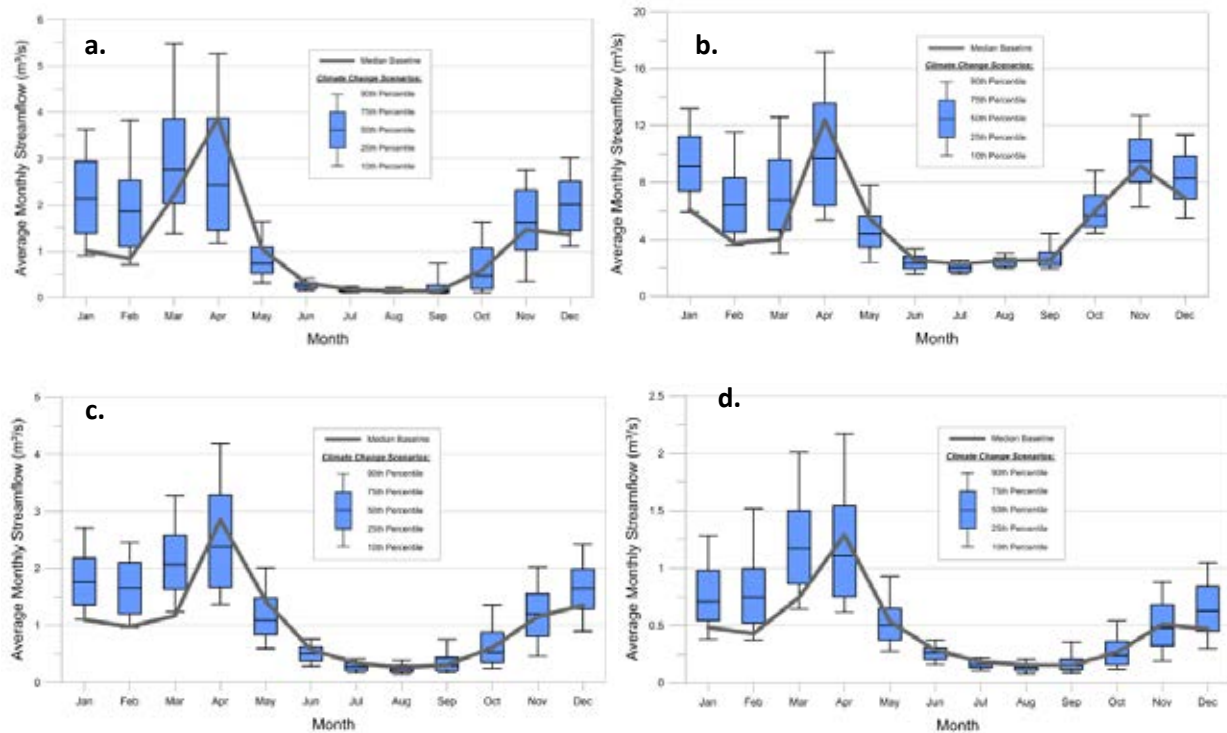 a.
Average Monthly Streamflow (m³/s)
6
5
4
3
2
1
0
Median Baseline
Climate Change Scenarios:
90th Percentile
75th Percentile
50th Percentile
25th Percentile
10th Percentile
Jan Feb Mar Apr May Jun Jul Aug Sep Oct Nov Dec
Month
b.
Average Monthly Streamflow (m³/s)
20
16
12
8
4
0
Median Baseline
Climate Change Scenarios:
90th Percentile
75th Percentile
50th Percentile
25th Percentile
10th Percentile
Jan Feb Mar Apr May Jun Jul Aug Sep Oct Nov Dec
Month
c.
Average Monthly Streamflow (m³/s)
5
4
3
2
1
0
Median Baseline
Climate Change Scenarios:
90th Percentile
75th Percentile
50th Percentile
25th Percentile
10th Percentile
Jan Feb Mar Apr May Jun Jul Aug Sep Oct Nov Dec
Month
d.
Average Monthly Streamflow (m³/s)
2.5
2
1.5
1
0.5
0
Median Baseline
Climate Change Scenarios:
90th Percentile
75th Percentile
50th Percentile
25th Percentile
10th Percentile
Jan Feb Mar Apr May Jun Jul Aug Sep Oct Nov Dec
Month